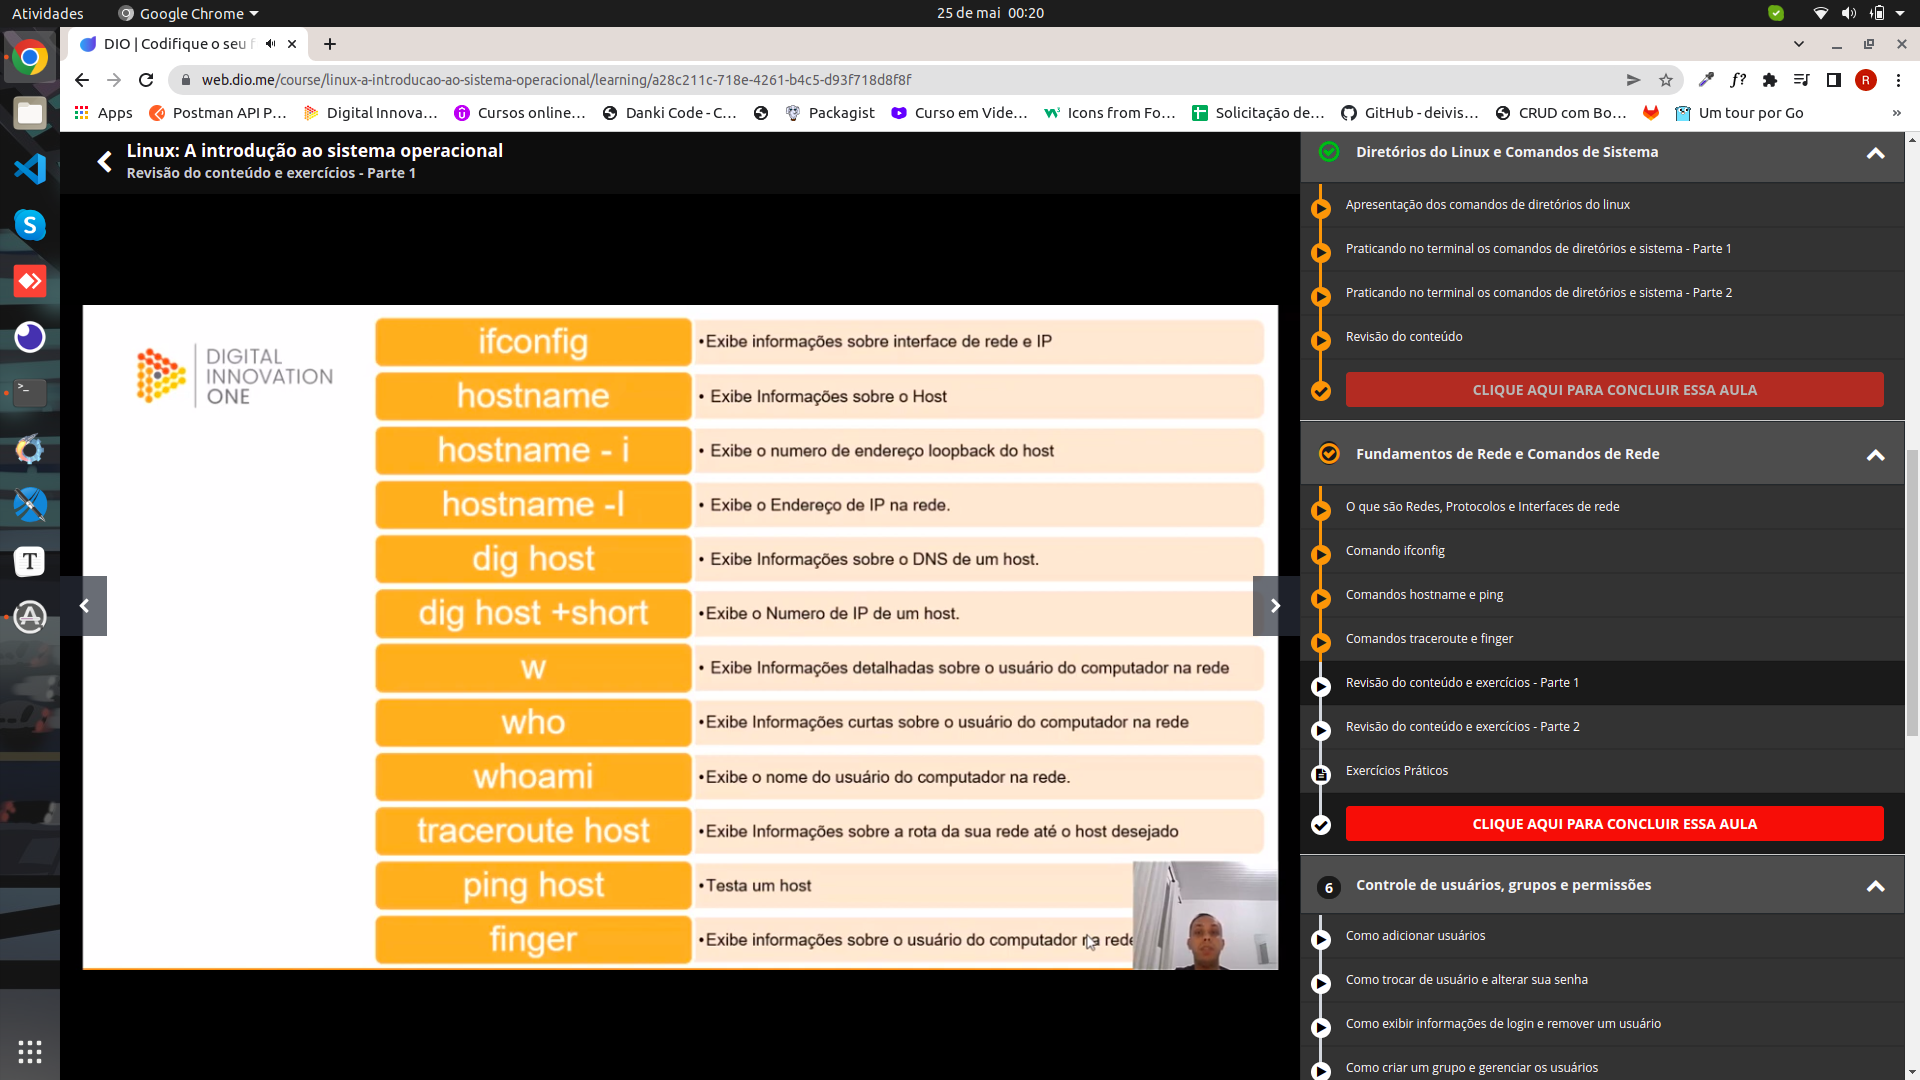 Atividades
Google Chrome
25 de mai 00:20
DIO | Codifique o seu f
web.dio.me/course/linux-a-introducao-ao-sistema-operacional/learning/a28c211c-718e-4261-b4c5-d93f718d8f8f
f?
R
Apps
Postman API P...
Digital Innova...
Cursos online...
Danki Code - C...
Packagist
Curso em Vide...
Icons from Fo...
Solicitação de...
GitHub - deivis...
CRUD com Bo...
Um tour por Go
»
Linux: A introdução ao sistema operacional
Revisão do conteúdo e exercícios - Parte 1
DIGITAL
INNOVATION
ONE
ifconfig
•Exibe informações sobre interface de rede e IP
hostname
• Exibe Informações sobre o Host
hostname - i
• Exibe o numero de endereço loopback do host
hostname -I
• Exibe o Endereço de IP na rede.
dig host
• Exibe Informações sobre o DNS de um host.
dig host +short
•Exibe o Numero de IP de um host.
w
• Exibe Informações detalhadas sobre o usuário do computador na rede
who
•Exibe Informações curtas sobre o usuário do computador na rede
whoami
•Exibe o nome do usuário do computador na rede.
traceroute host
•Exibe Informações sobre a rota da sua rede até o host desejado
ping host
•Testa um host
finger
•Exibe informações sobre o usuário do computador na rede
Diretórios do Linux e Comandos de Sistema
Apresentação dos comandos de diretórios do linux
Praticando no terminal os comandos de diretórios e sistema - Parte 1
Praticando no terminal os comandos de diretórios e sistema - Parte 2
Revisão do conteúdo
CLIQUE AQUI PARA CONCLUIR ESSA AULA
Fundamentos de Rede e Comandos de Rede
O que são Redes, Protocolos e Interfaces de rede
Comando ifconfig
Comandos hostname e ping
Comandos traceroute e finger
Revisão do conteúdo e exercícios - Parte 1
Revisão do conteúdo e exercícios - Parte 2
Exercícios Práticos
CLIQUE AQUI PARA CONCLUIR ESSA AULA
6
Controle de usuários, grupos e permissões
Como adicionar usuários
Como trocar de usuário e alterar sua senha
Como exibir informações de login e remover um usuário
Como criar um grupo e gerenciar os usuários